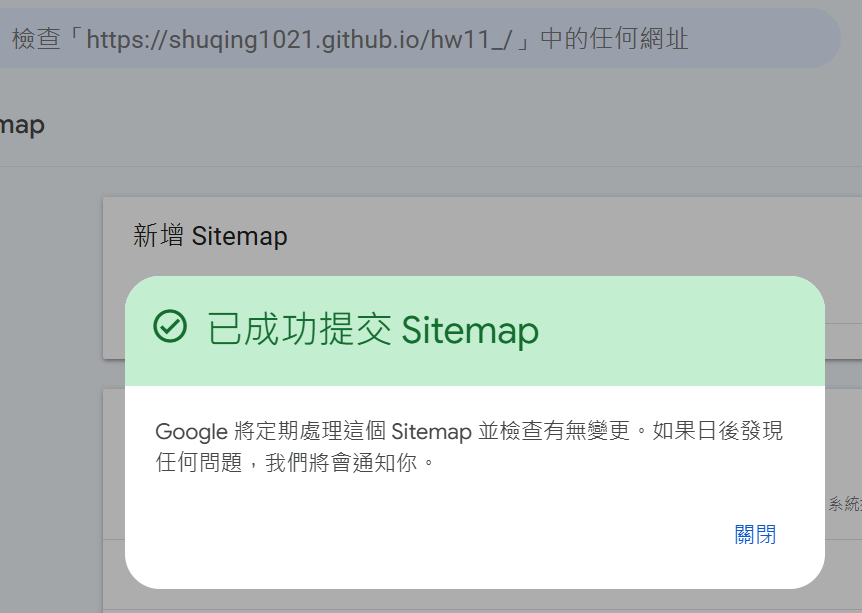 檢查「https://shuqing1021.github.io/hw11_/」中的任何網址
map
新增 Sitemap
已成功提交 Sitemap
Google 將定期處理這個 Sitemap 並檢查有無變更。如果日後發現
任何問題，我們將會通知你。
系統
關閉